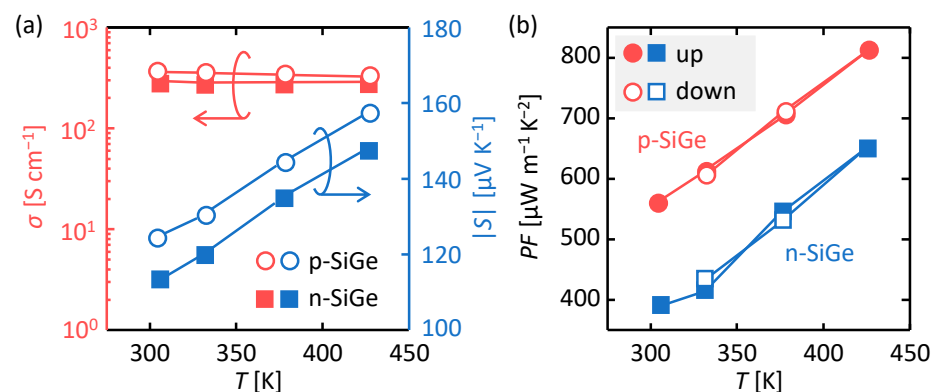 (a)
10³
10²
10¹
10⁰
σ [S cm⁻¹]
180
160
140
120
100
|S| [μV K⁻¹]
p-SiGe
n-SiGe
300 350 400 450
T [K]
(b)
800
700
600
500
400
PF [μW m⁻¹ K⁻²]
up
down
p-SiGe
n-SiGe
300 350 400 450
T [K]